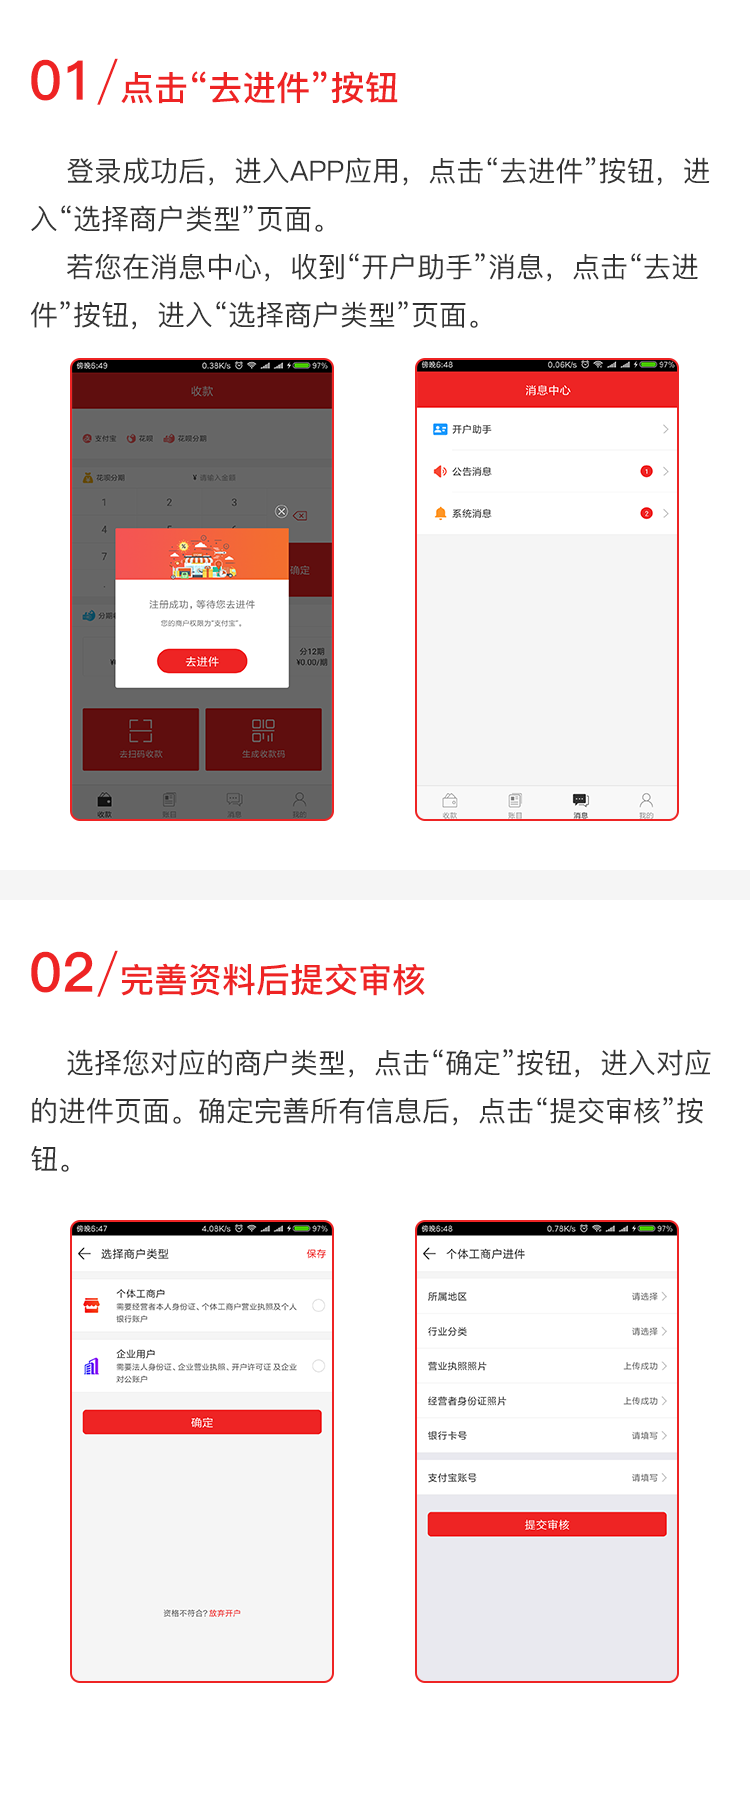 01/点击“去进件”按钮
登录成功后，进入APP应用，点击“去进件”按钮，进
入“选择商户类型”页面。
若您在消息中心，收到“开户助手”消息，点击“去进
件”按钮，进入“选择商户类型”页面。
傍晚6:49 0.38K/s 97%
收款
支付宝 花呗 花呗分期
花呗分期 ¥ 请输入金额
1 2 3
4
7
确定
注册成功，等待您去进件
您的商户权限为“支付宝”。
去进件
分12期
¥0.00/期
去扫码收款 生成收款码
收款 账目 消息 我的
傍晚6:48 0.06K/s 97%
消息中心
开户助手
公告消息 1
系统消息 2
收款 账目 消息 我的
02/完善资料后提交审核
选择您对应的商户类型，点击“确定”按钮，进入对应
的进件页面。确定完善所有信息后，点击“提交审核”按
钮。
傍晚6:47 4.08K/s 97%
选择商户类型 保存
个体工商户
需要经营者本人身份证、个体工商户营业执照及个人
银行账户
企业用户
需要法人身份证、企业营业执照、开户许可证及企业
对公账户
确定
资格不符合?放弃开户
傍晚6:48 0.78K/s 97%
个体工商户进件
所属地区 请选择
行业分类 请选择
营业执照照片 上传成功
经营者身份证照片 上传成功
银行卡号 请填写
支付宝账号 请填写
提交审核